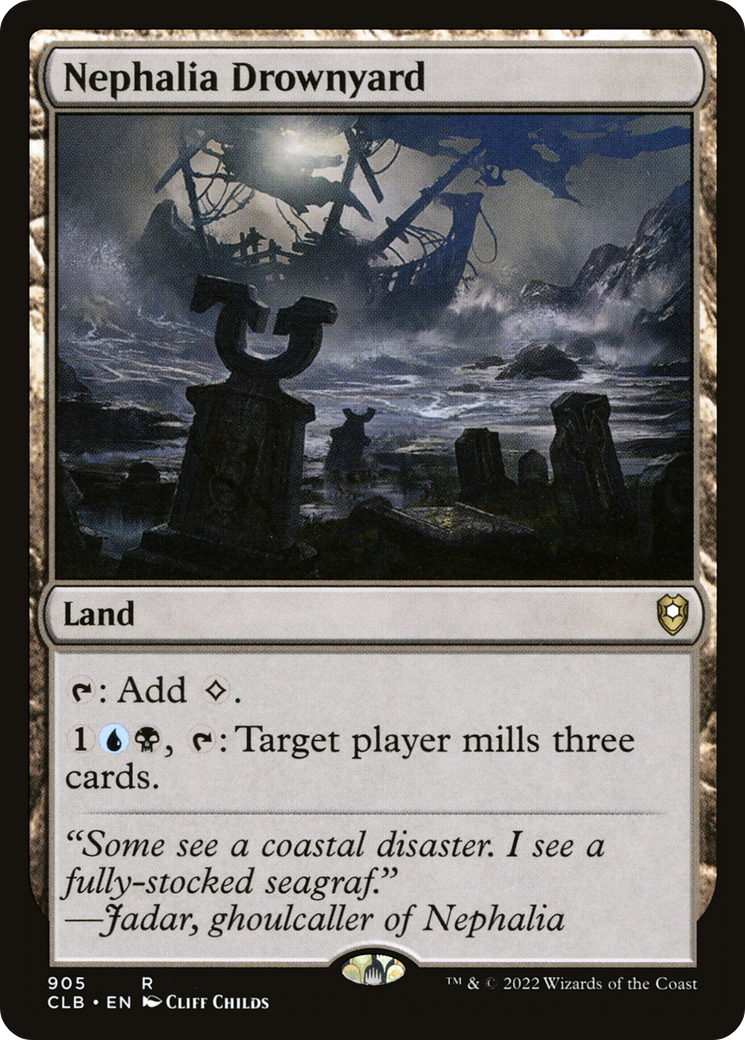 Nephalia Drownyard
Land
: Add .
1, : Target player mills three
cards.
“Some see a coastal disaster. I see a
fully-stocked seagraf.”
—Jadar, ghoulcaller of Nephalia
905 R
CLB • EN Cliff Childs
™ & © 2022 Wizards of the Coast